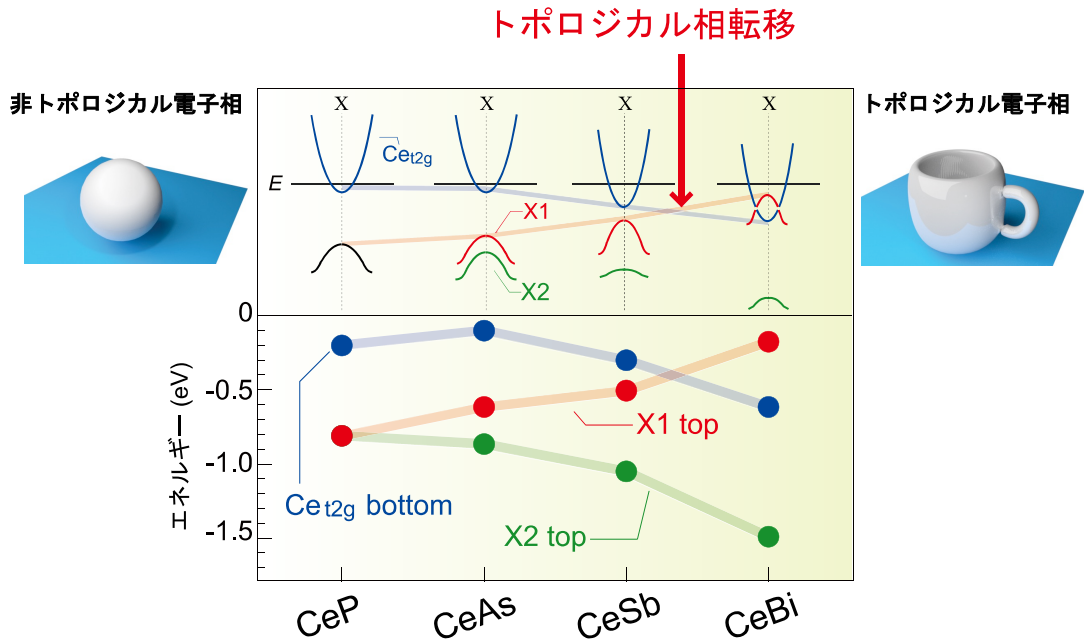 トポロジカル相転移
非トポロジカル電子相
トポロジカル電子相
X
X
X
X
Cet2g
E
X1
X2
0
-0.5
-1.0
-1.5
エネルギー (eV)
X1 top
Cet2g bottom
X2 top
CeP
CeAs
CeSb
CeBi